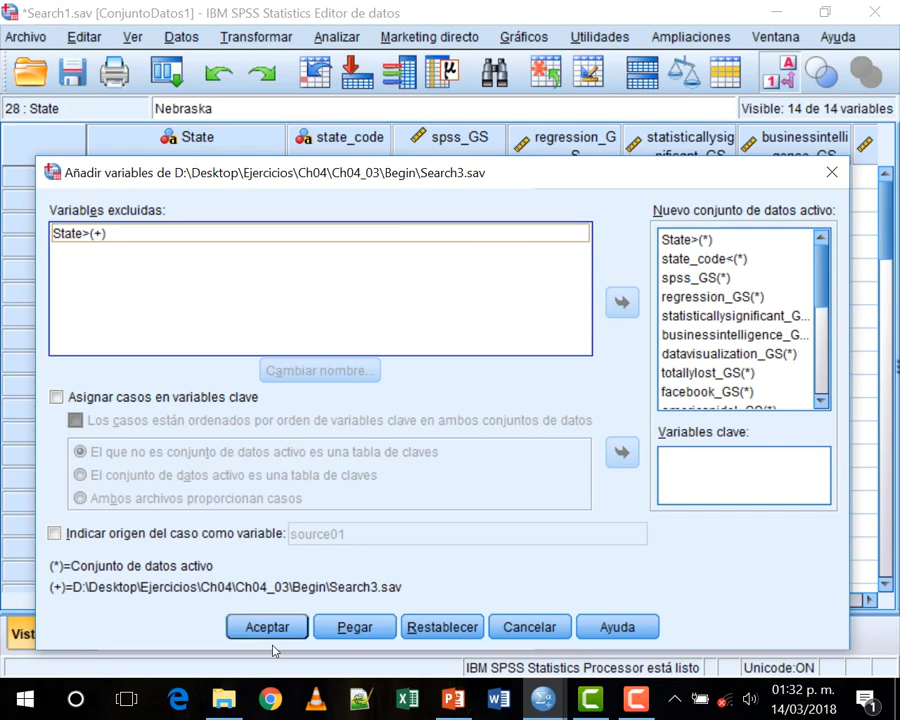 *Search1.sav [ConjuntoDatos1] - IBM SPSS Statistics Editor de datos
Archivo Editar Ver Datos Transformar Analizar Marketing directo Gráficos Utilidades Ampliaciones Ventana Ayuda
28 : State Nebraska Visible: 14 de 14 variables
State state_code spss_GS regression_G statisticallysig businessintelli
Añadir variables de D:\Desktop\Ejercicios\Ch04\Ch04_03\Begin\Search3.sav
Variables excluidas:
State>(+)
Nuevo conjunto de datos activo:
State>(*)
state_code<(*)
spss_GS(*)
regression_GS(*)
statisticallysignificant_G...
businessintelligence_G...
datavisualization_GS(*)
totallylost_GS(*)
facebook_GS(*)
Cambiar nombre...
Asignar casos en variables clave
Los casos están ordenados por orden de variables clave en ambos conjuntos de datos
El que no es conjunto de datos activo es una tabla de claves
El conjunto de datos activo es una tabla de claves
Ambos archivos proporcionan casos
Variables clave:
Indicar origen del caso como variable: source01
(*)=Conjunto de datos activo
(+)=D:\Desktop\Ejercicios\Ch04\Ch04_03\Begin\Search3.sav
Aceptar Pegar Restablecer Cancelar Ayuda
Vist
IBM SPSS Statistics Processor está listo Unicode:ON
01:32 p. m.
14/03/2018
1